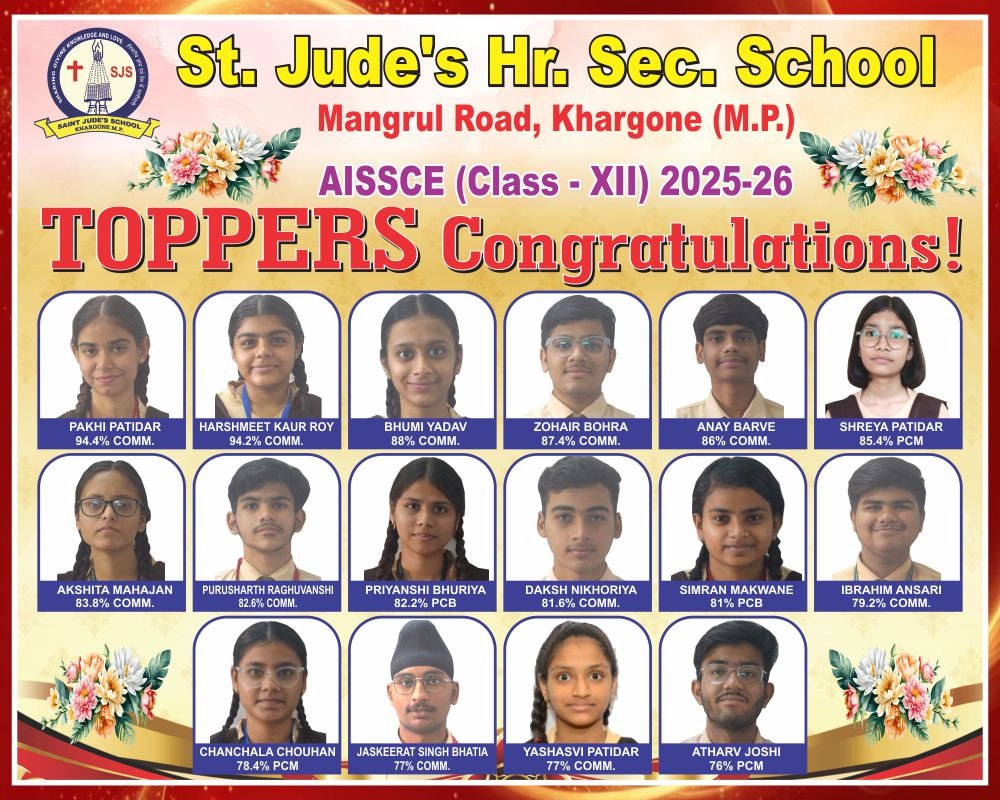 SHARING DIVINE KNOWLEDGE AND LOVE
SJS
SAINT JUDE'S SCHOOL
KHARGONE M.P.
St. Jude's Hr. Sec. School
Mangrul Road, Khargone (M.P.)
AISSCE (Class - XII) 2025-26
TOPPERS Congratulations!
PAKHI PATIDAR
94.4% COMM.
HARSHMEET KAUR ROY
94.2% COMM.
BHUMI YADAV
88% COMM.
ZOHAIR BOHRA
87.4% COMM.
ANAY BARVE
86% COMM.
SHREYA PATIDAR
85.4% PCM
AKSHITA MAHAJAN
83.8% COMM.
PURUSHARTH RAGHUVANSHI
82.6% COMM.
PRIYANSHI BHURIYA
82.2% PCB
DAKSH NIKHORIYA
81.6% COMM.
SIMRAN MAKWANE
81% PCB
IBRAHIM ANSARI
79.2% COMM.
CHANCHALA CHOUHAN
78.4% PCM
JASKEERAT SINGH BHATIA
77% COMM.
YASHASVI PATIDAR
77% COMM.
ATHARV JOSHI
76% PCM